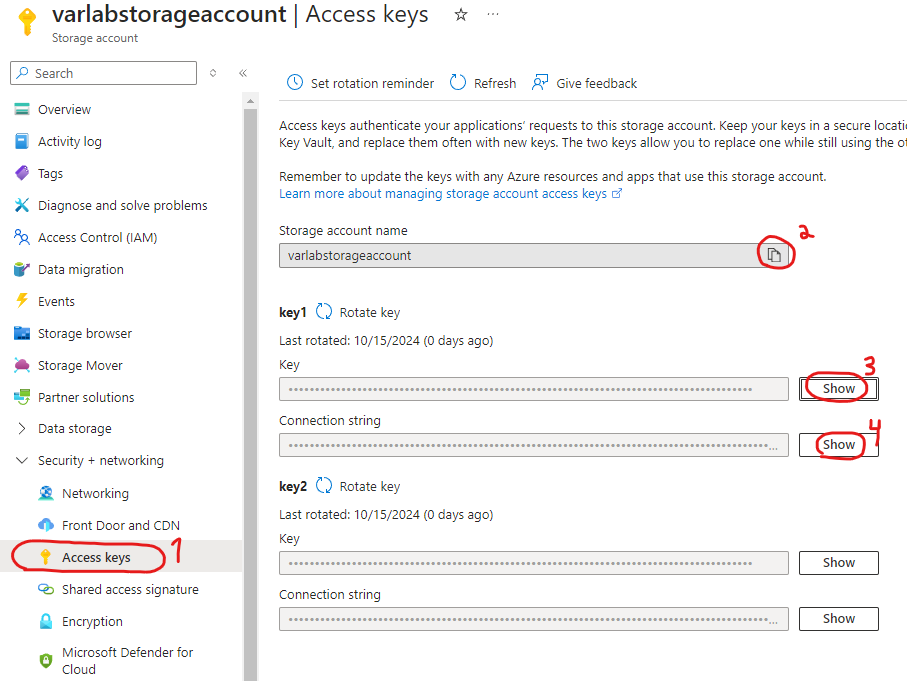 varlabstorageaccount | Access keys
Storage account
Search
Overview
Activity log
Tags
Diagnose and solve problems
Access Control (IAM)
Data migration
Events
Storage browser
Storage Mover
Partner solutions
Data storage
Security + networking
Networking
Front Door and CDN
Access keys 1
Shared access signature
Encryption
Microsoft Defender for
Cloud
Set rotation reminder Refresh Give feedback
Access keys authenticate your applications' requests to this storage account. Keep your keys in a secure locati
Key Vault, and replace them often with new keys. The two keys allow you to replace one while still using the ot
Remember to update the keys with any Azure resources and apps that use this storage account.
Learn more about managing storage account access keys
Storage account name
varlabstorageaccount 2
key1 Rotate key
Last rotated: 10/15/2024 (0 days ago)
Key
Show 3
Connection string
Show 4
key2 Rotate key
Last rotated: 10/15/2024 (0 days ago)
Key
Show
Connection string
Show